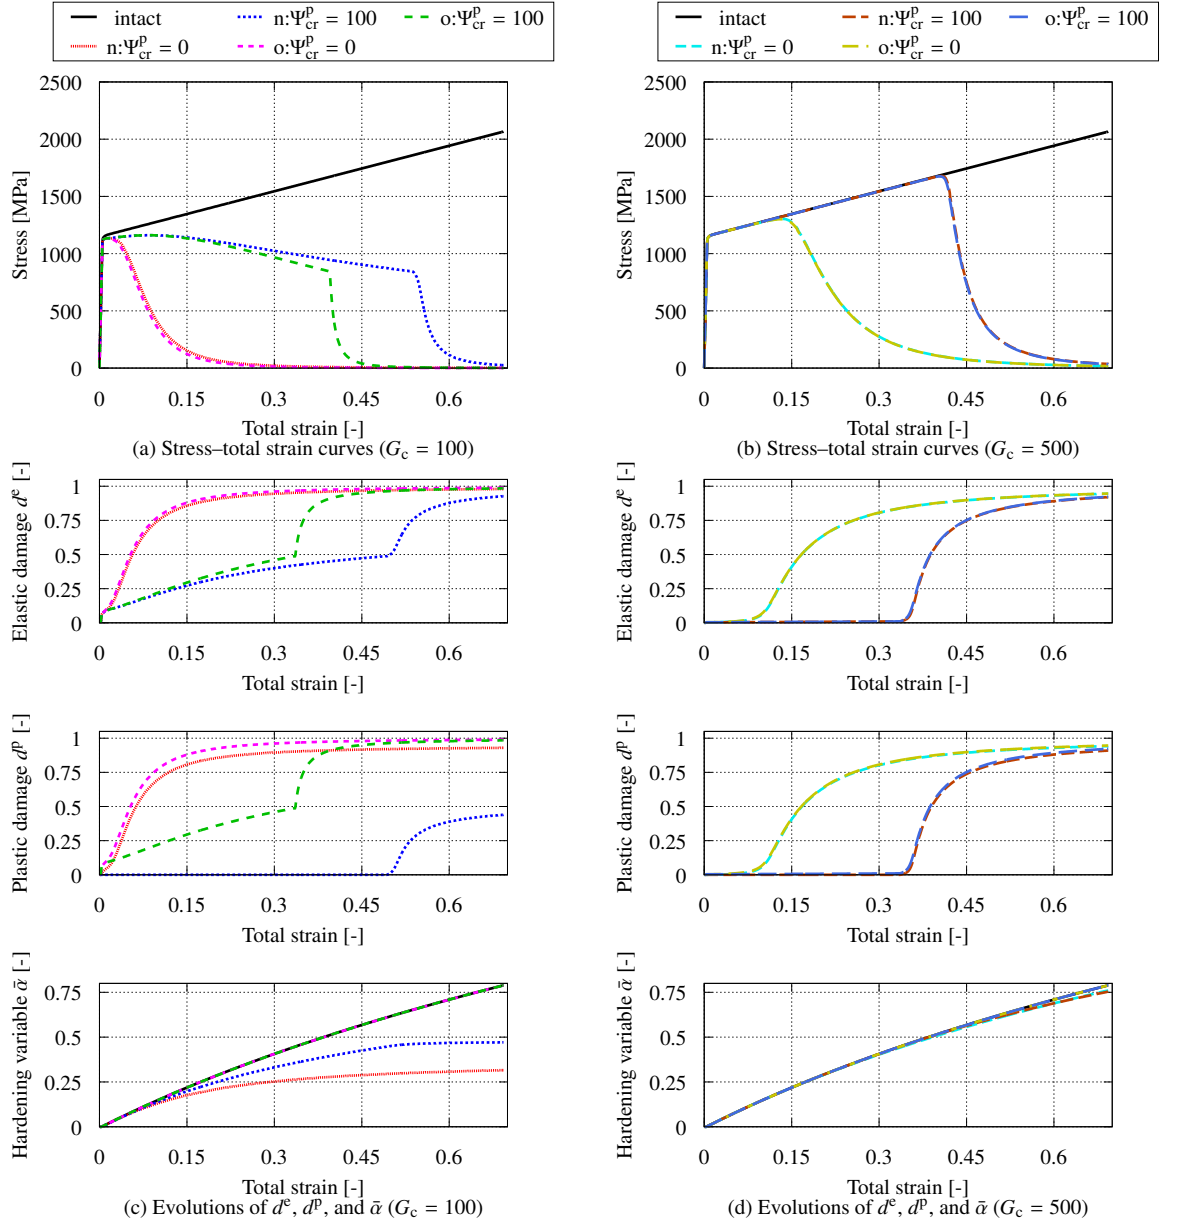 intact n:Ψ^p_cr = 100 o:Ψ^p_cr = 100
n:Ψ^p_cr = 0 o:Ψ^p_cr = 0
2500
2000
1500
1000
500
0
Stress [MPa]
0 0.15 0.3 0.45 0.6
Total strain [-]
(a) Stress–total strain curves (G_c = 100)
intact n:Ψ^p_cr = 100 o:Ψ^p_cr = 100
n:Ψ^p_cr = 0 o:Ψ^p_cr = 0
2500
2000
1500
1000
500
0
Stress [MPa]
0 0.15 0.3 0.45 0.6
Total strain [-]
(b) Stress–total strain curves (G_c = 500)
1
0.75
0.5
0.25
0
Elastic damage d^e [-]
0 0.15 0.3 0.45 0.6
Total strain [-]
1
0.75
0.5
0.25
0
Plastic damage d^p [-]
0 0.15 0.3 0.45 0.6
Total strain [-]
0.75
0.5
0.25
0
Hardening variable ᾱ [-]
0 0.15 0.3 0.45 0.6
Total strain [-]
(c) Evolutions of d^e, d^p, and ᾱ (G_c = 100)
1
0.75
0.5
0.25
0
Elastic damage d^e [-]
0 0.15 0.3 0.45 0.6
Total strain [-]
1
0.75
0.5
0.25
0
Plastic damage d^p [-]
0 0.15 0.3 0.45 0.6
Total strain [-]
0.75
0.5
0.25
0
Hardening variable ᾱ [-]
0 0.15 0.3 0.45 0.6
Total strain [-]
(d) Evolutions of d^e, d^p, and ᾱ (G_c = 500)